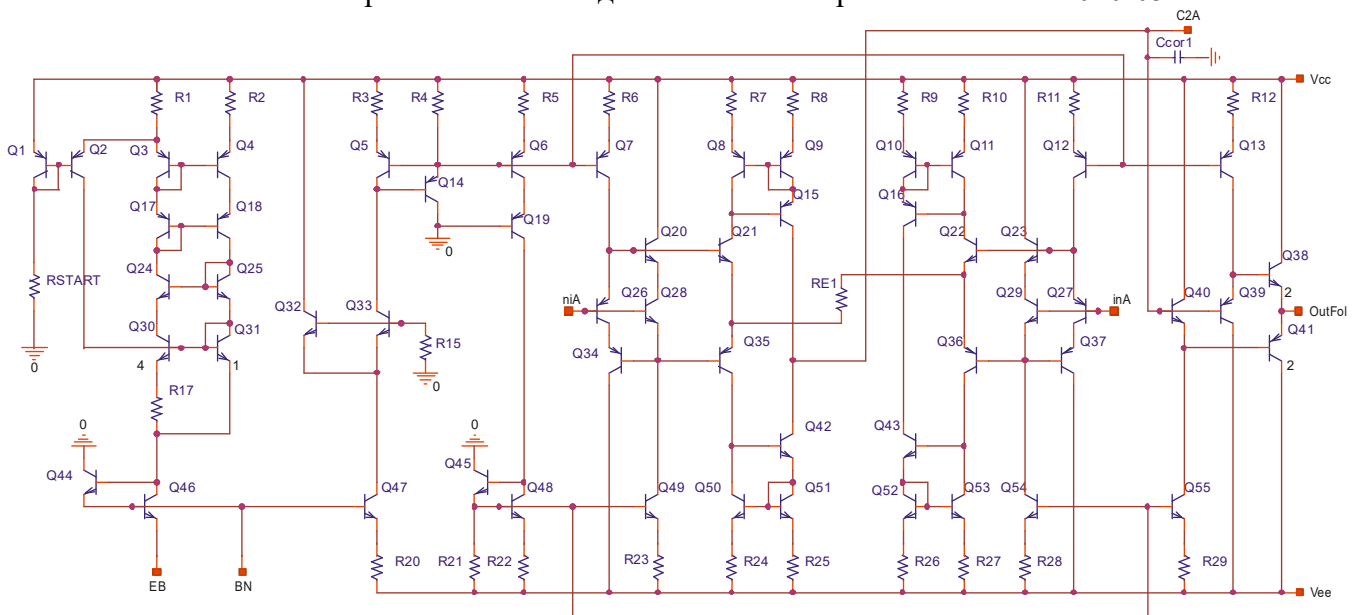 C2A
Ccor1
Vcc
R1 R2 R3 R4 R5 R6 R7 R8 R9 R10 R11 R12
Q1 Q2 Q3 Q4 Q5 Q6 Q7 Q8 Q9 Q10 Q11 Q12 Q13
Q14 Q15 Q16
Q17 Q18 Q19
0
Q20 Q21 Q22 Q23
Q24 Q25 Q38
RSTART RE1
niA Q26 Q28 Q29 Q27 inA Q40 Q39 2 OutFol
Q30 Q31 Q32 Q33 Q41
R15 Q34 Q35 Q36 Q37
0 4 1 0 2
R17
0 0
Q42 Q43
Q44 Q45
Q46 Q47 Q48 Q49 Q50 Q51 Q52 Q53 Q54 Q55
R20 R21 R22 R23 R24 R25 R26 R27 R28 R29
EB BN Vee